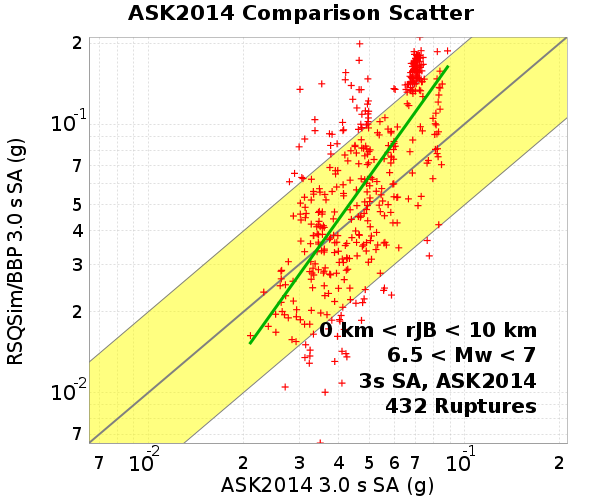 ASK2014 Comparison Scatter
RSQSim/BBP 3.0 s SA (g)
2
10^-1
7
5
4
3
2
10^-2
7
0 km < rJB < 10 km
6.5 < Mw < 7
3s SA, ASK2014
432 Ruptures
7 10^-2 2 3 4 5 6 7 10^-1 2
ASK2014 3.0 s SA (g)